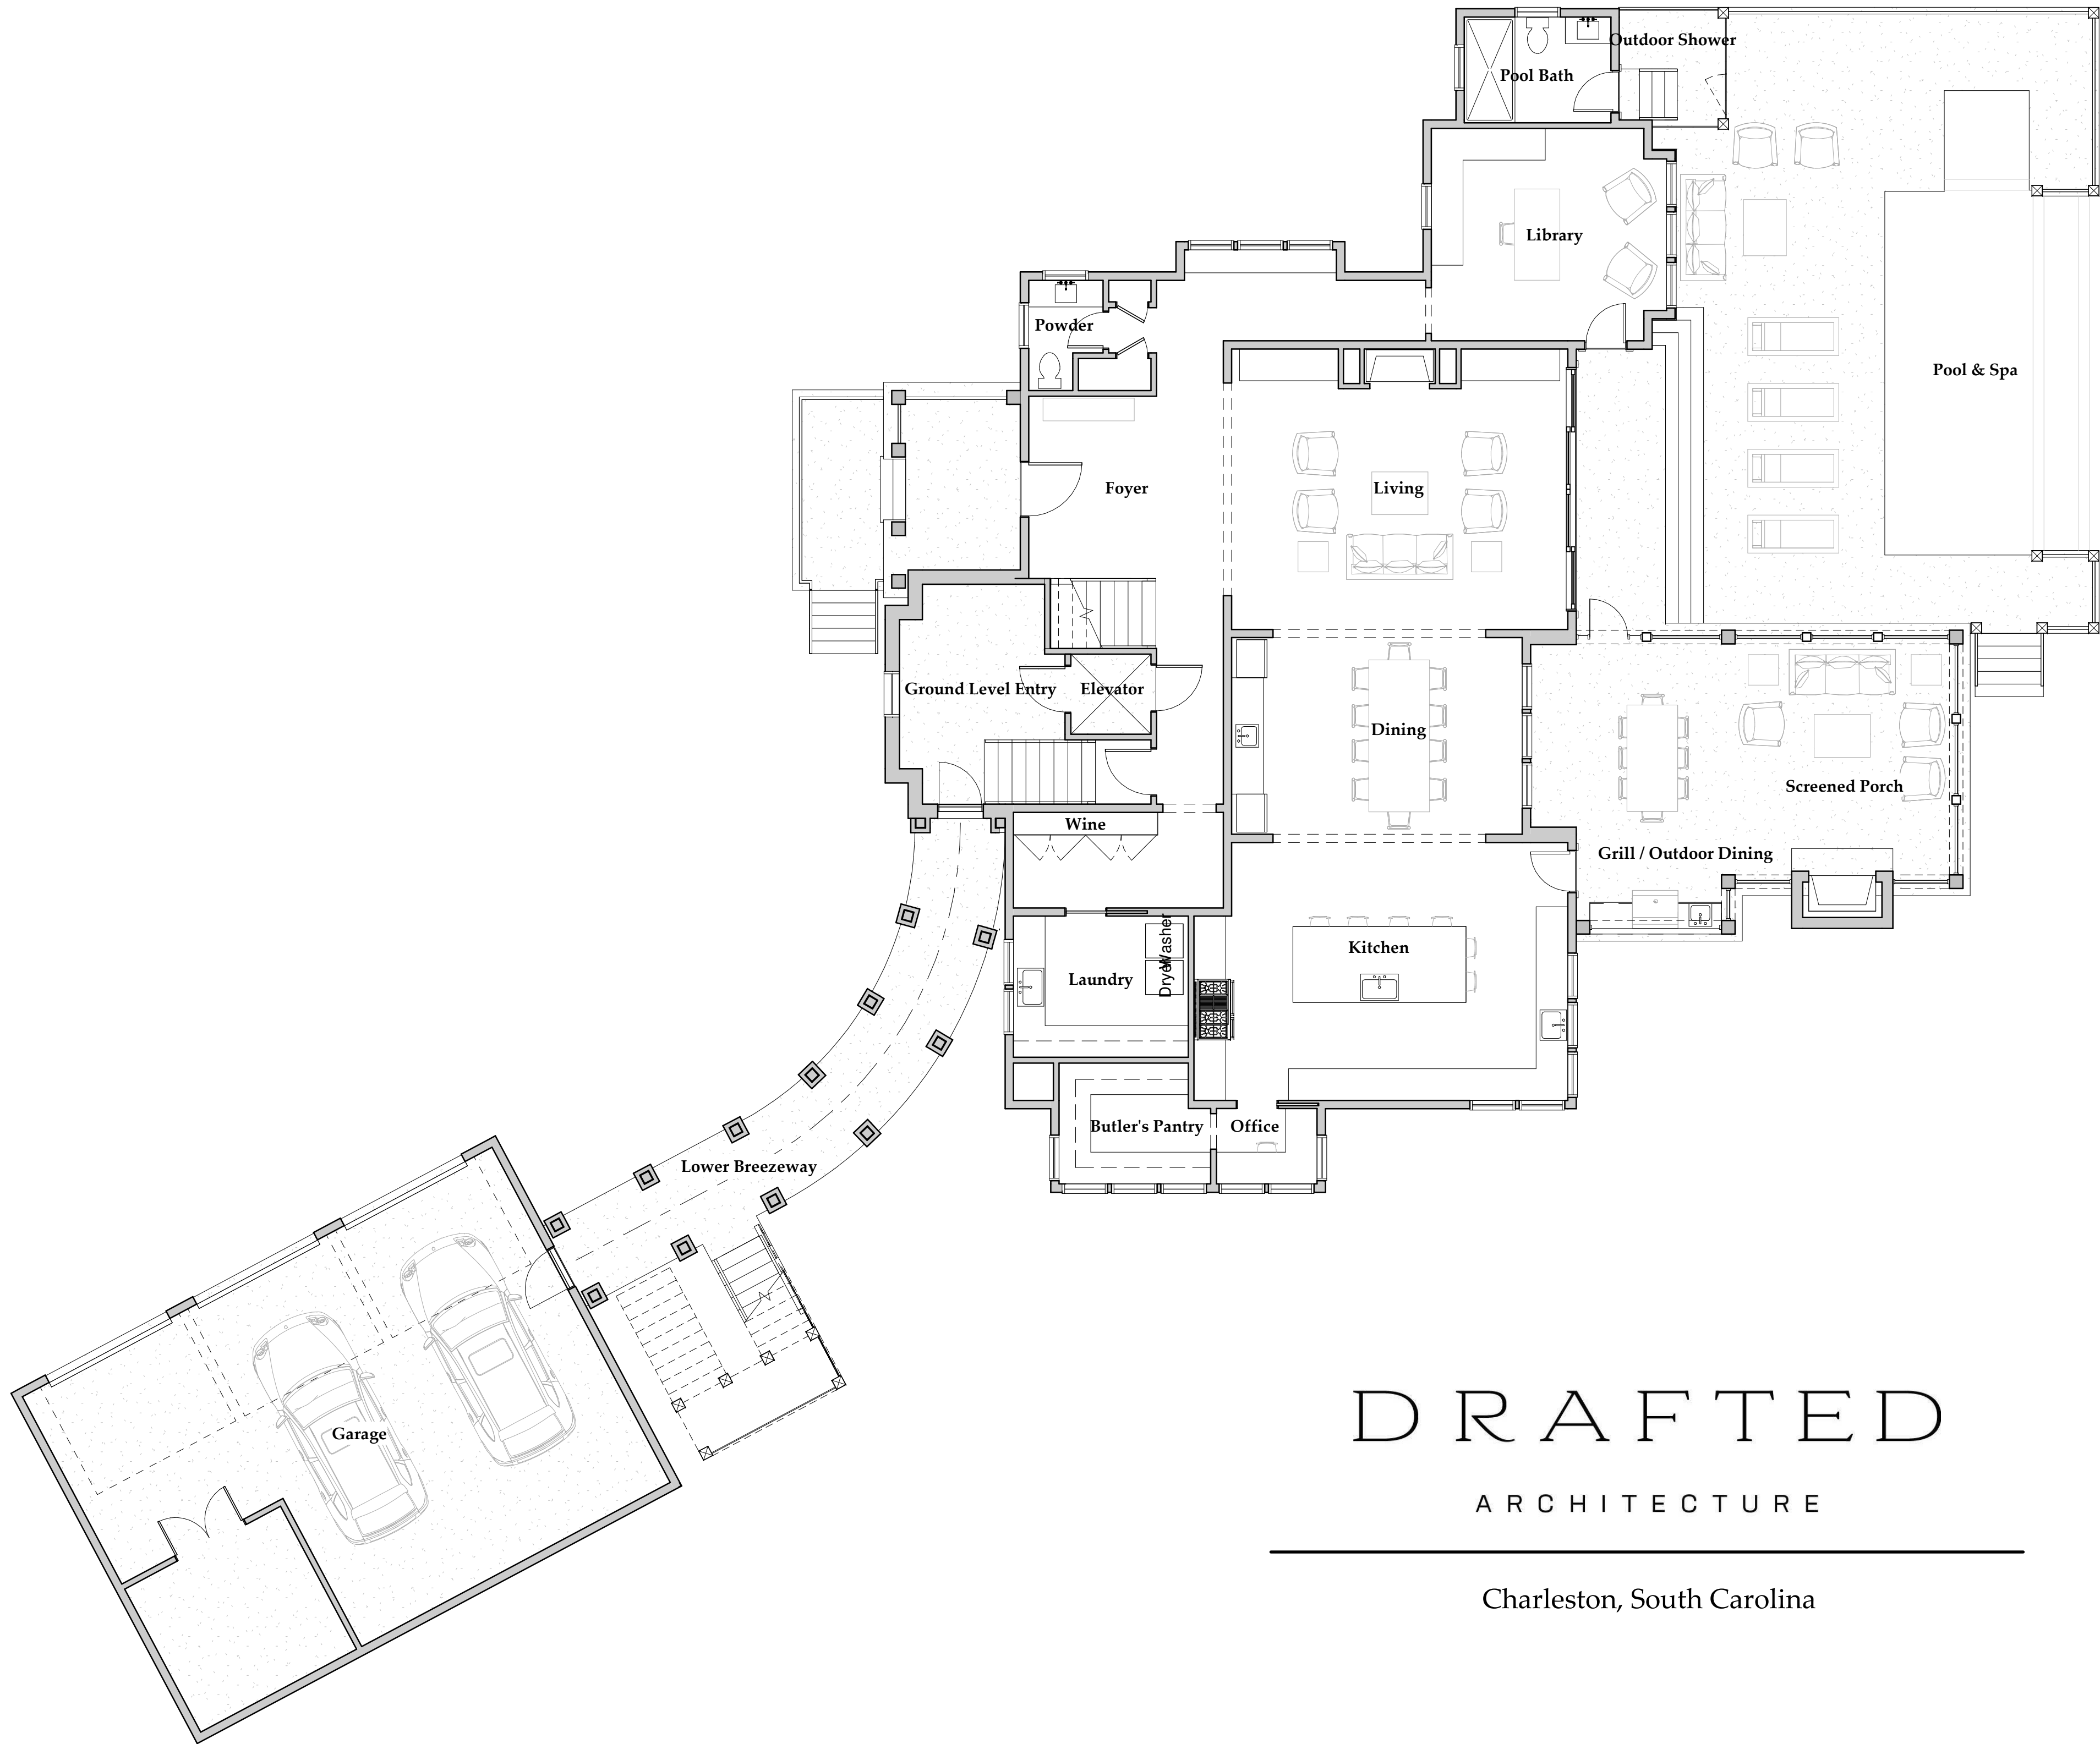 Outdoor Shower
Pool Bath
Library
Powder
Pool & Spa
Foyer
Living
Ground Level Entry
Elevator
Dining
Screened Porch
Wine
Grill / Outdoor Dining
Kitchen
Washer
Dryer
Laundry
Butler's Pantry
Office
Lower Breezeway
Garage
DRAFTED
ARCHITECTURE
Charleston, South Carolina